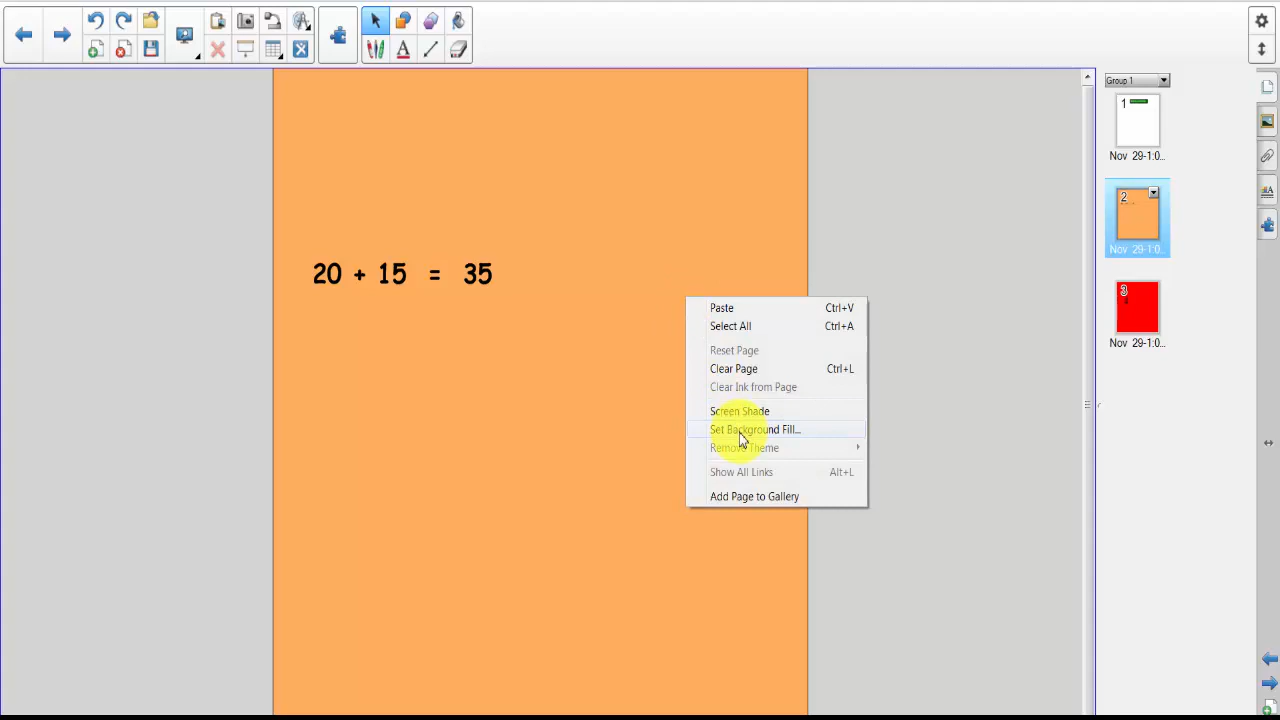 Group 1
1
Nov 29-1:0...
2
Nov 29-1:0...
3
Nov 29-1:0...
20 + 15 = 35
Paste Ctrl+V
Select All Ctrl+A
Reset Page
Clear Page Ctrl+L
Clear Ink from Page
Screen Shade
Set Background Fill...
Remove Theme
Show All Links Alt+L
Add Page to Gallery